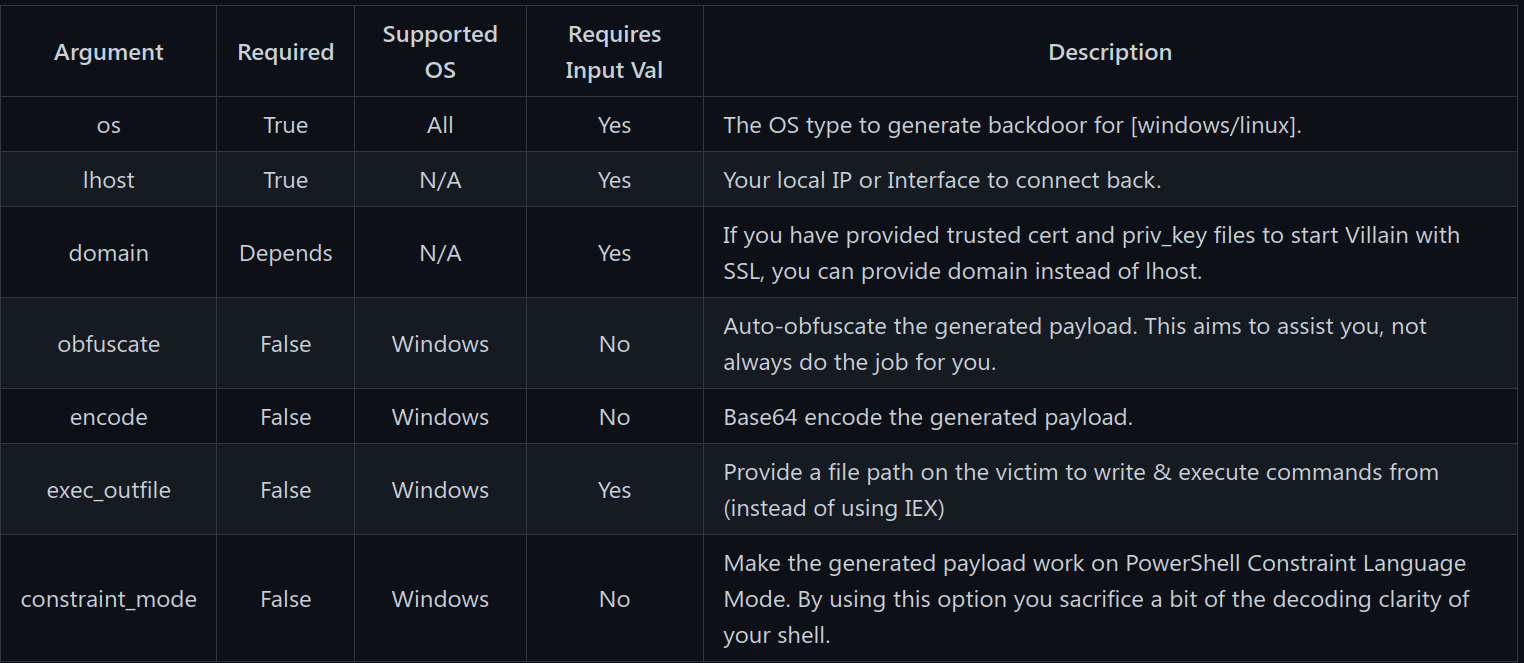 Argument Required Supported OS Requires Input Val Description
os True All Yes The OS type to generate backdoor for [windows/linux].
lhost True N/A Yes Your local IP or Interface to connect back.
domain Depends N/A Yes If you have provided trusted cert and priv_key files to start Villain with
SSL, you can provide domain instead of lhost.
obfuscate False Windows No Auto-obfuscate the generated payload. This aims to assist you, not
always do the job for you.
encode False Windows No Base64 encode the generated payload.
exec_outfile False Windows Yes Provide a file path on the victim to write & execute commands from
(instead of using IEX)
constraint_mode False Windows No Make the generated payload work on PowerShell Constraint Language
Mode. By using this option you sacrifice a bit of the decoding clarity of
your shell.